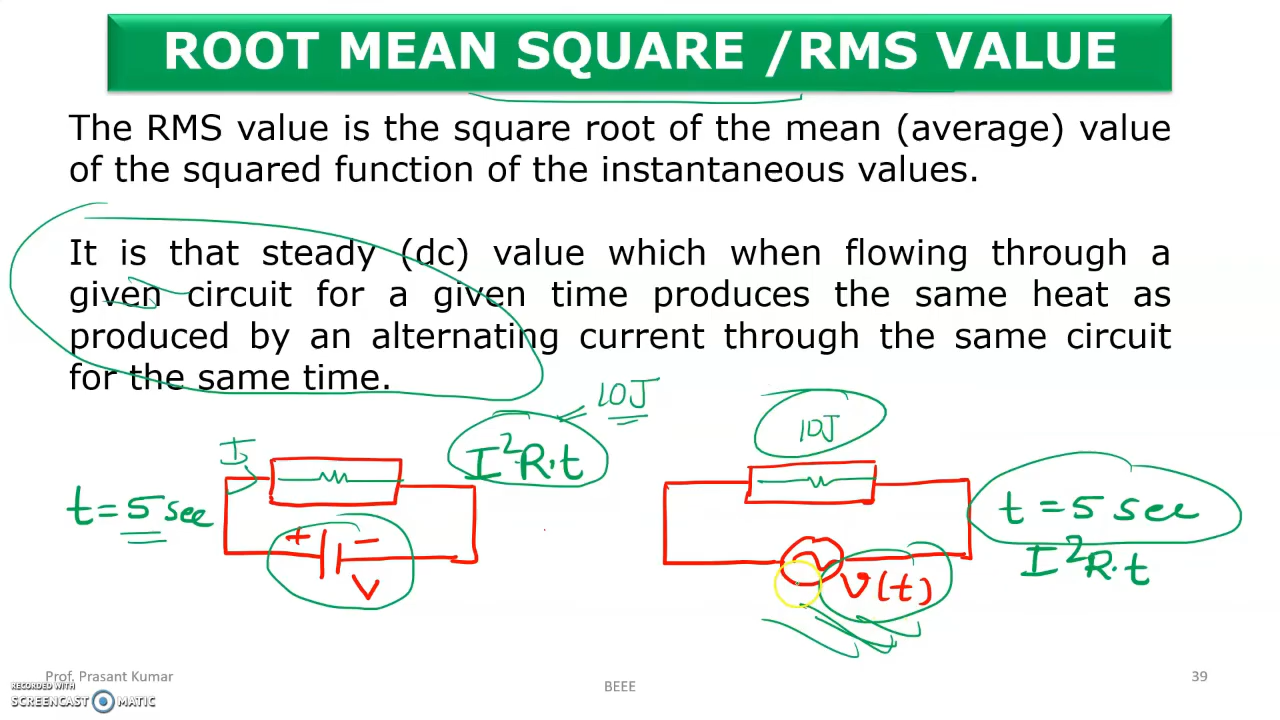 ROOT MEAN SQUARE /RMS VALUE
The RMS value is the square root of the mean (average) value
of the squared function of the instantaneous values.
It is that steady (dc) value which when flowing through a
given circuit for a given time produces the same heat as
produced by an alternating current through the same circuit
for the same time.
10J
10J
I
I²R.t
t = 5 sec
t = 5 sec
+ −
V
v(t)
I²R.t
Prof. Prasant Kumar
BEEE
39
RECORDED WITH
SCREENCAST MATIC